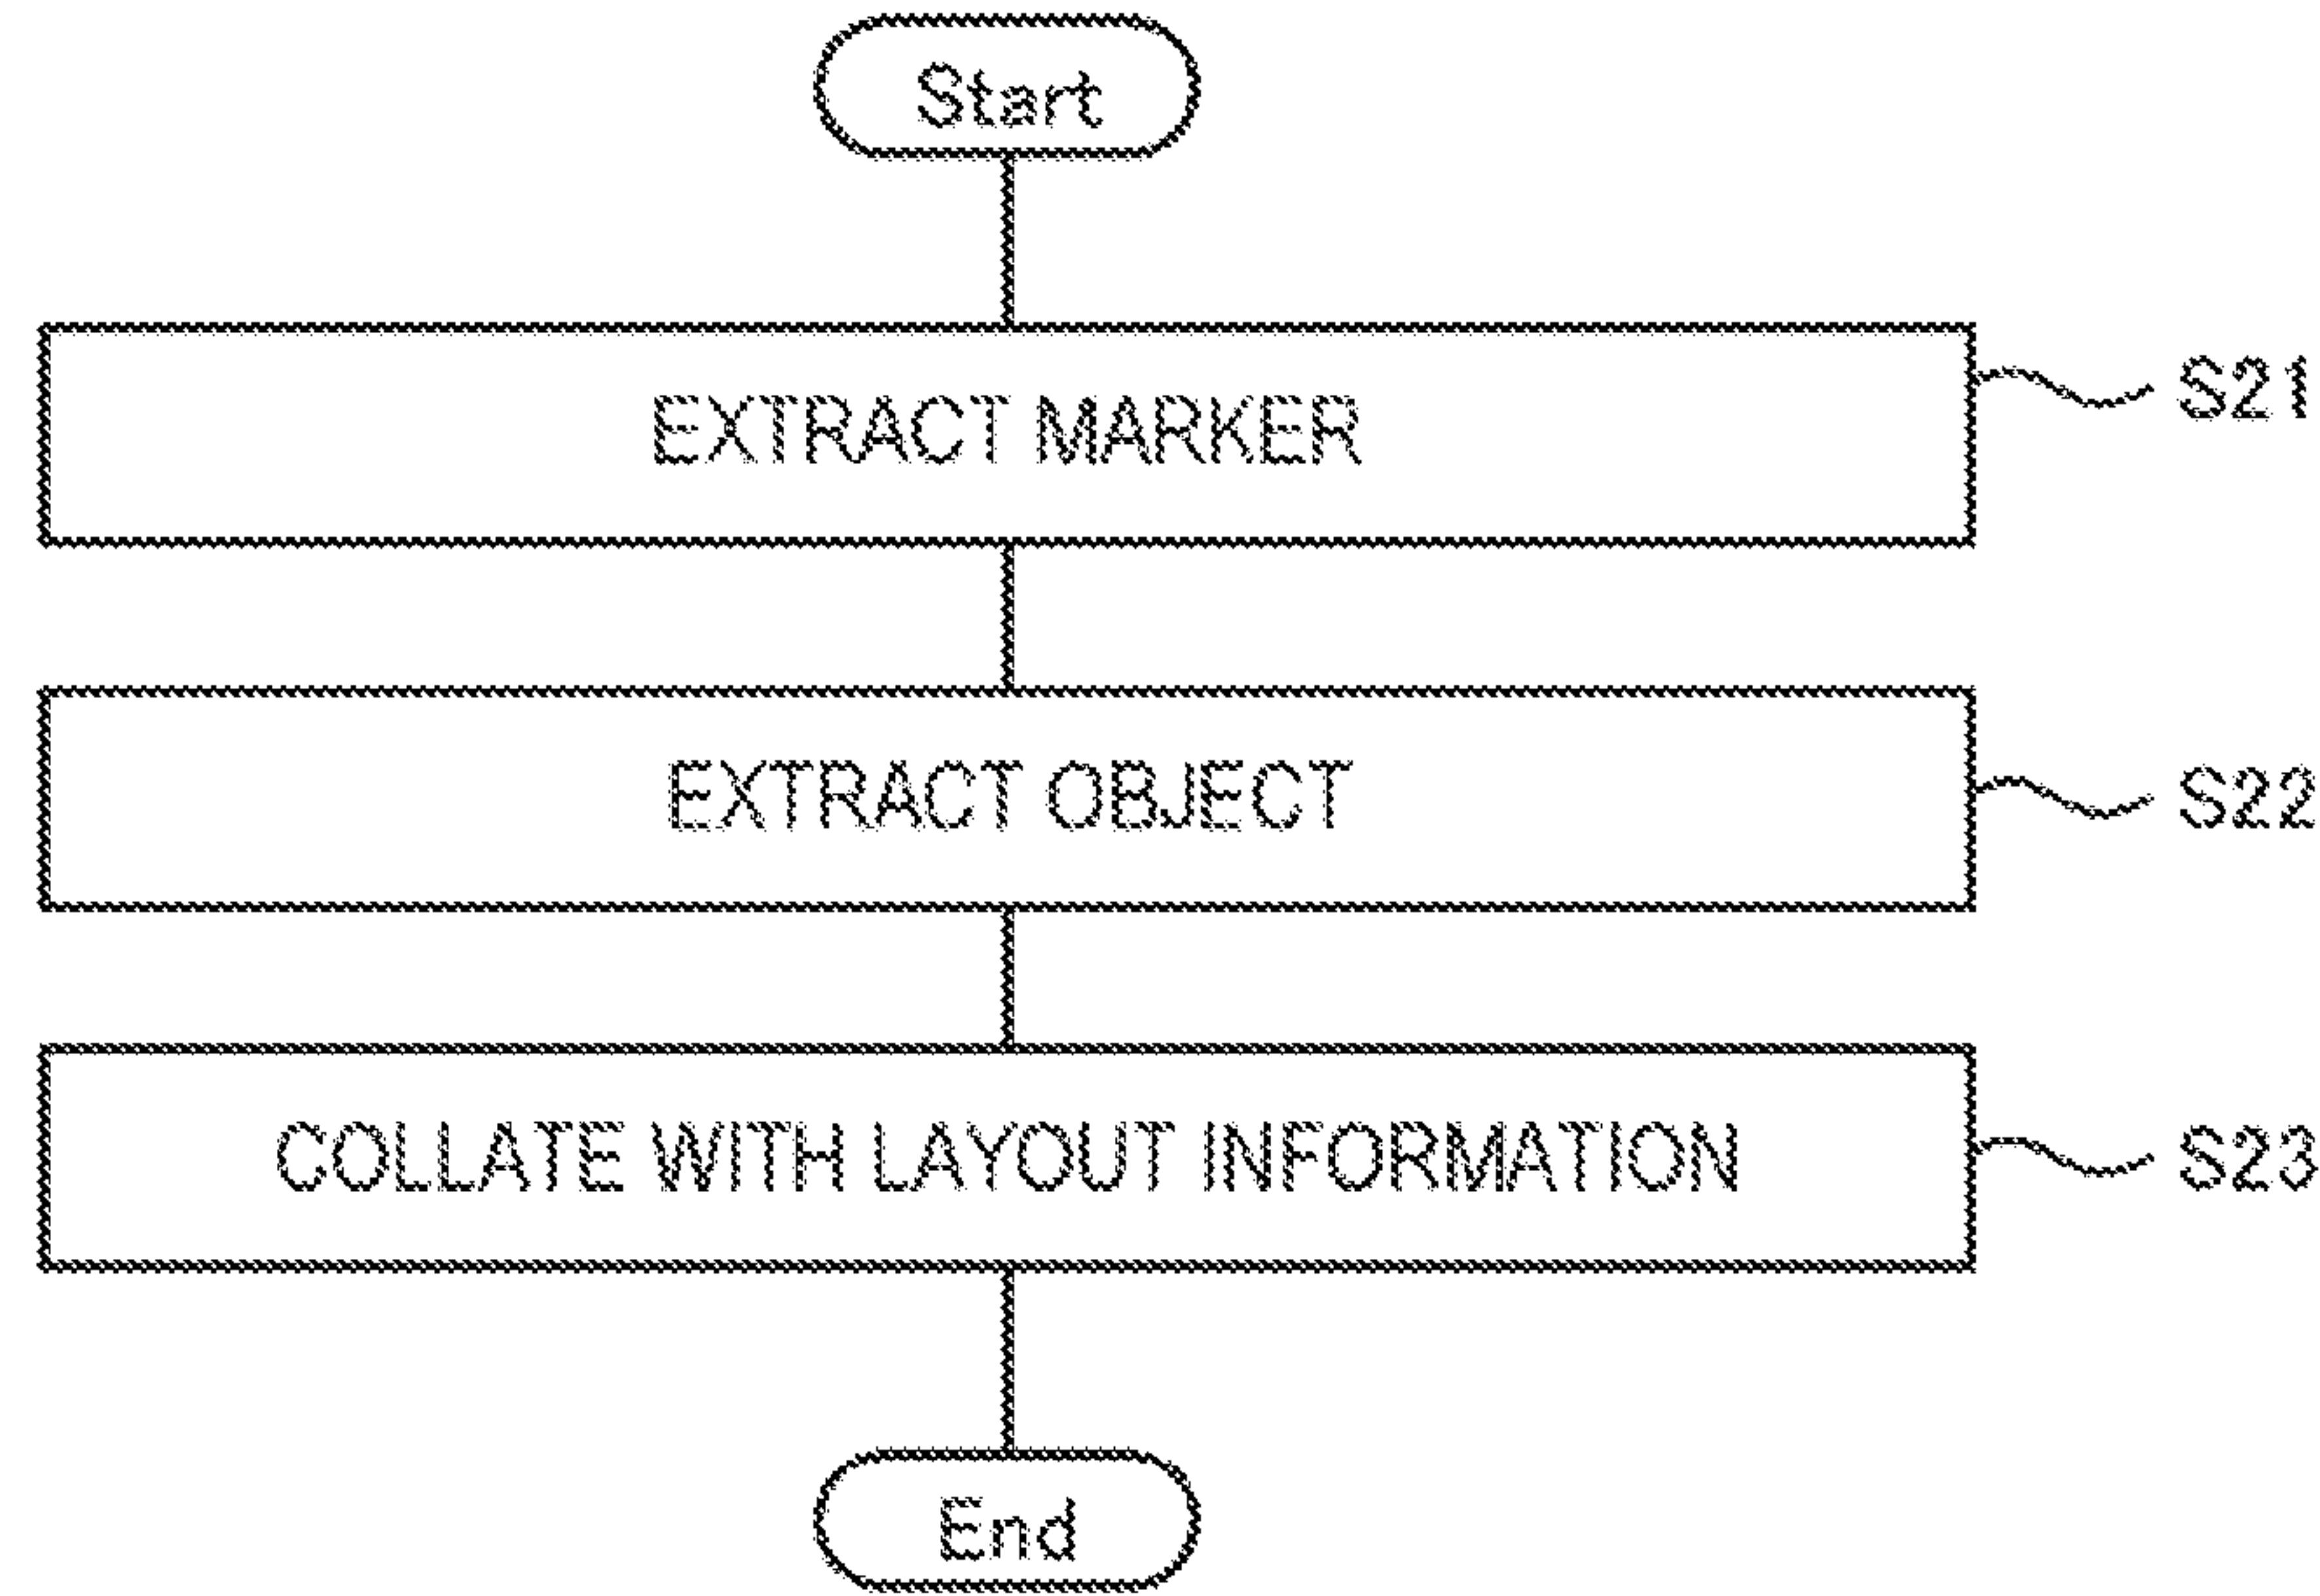 Start
EXTRACT MARKER
S21
EXTRACT OBJECT
S22
COLLATE WITH LAYOUT INFORMATION
S23
End